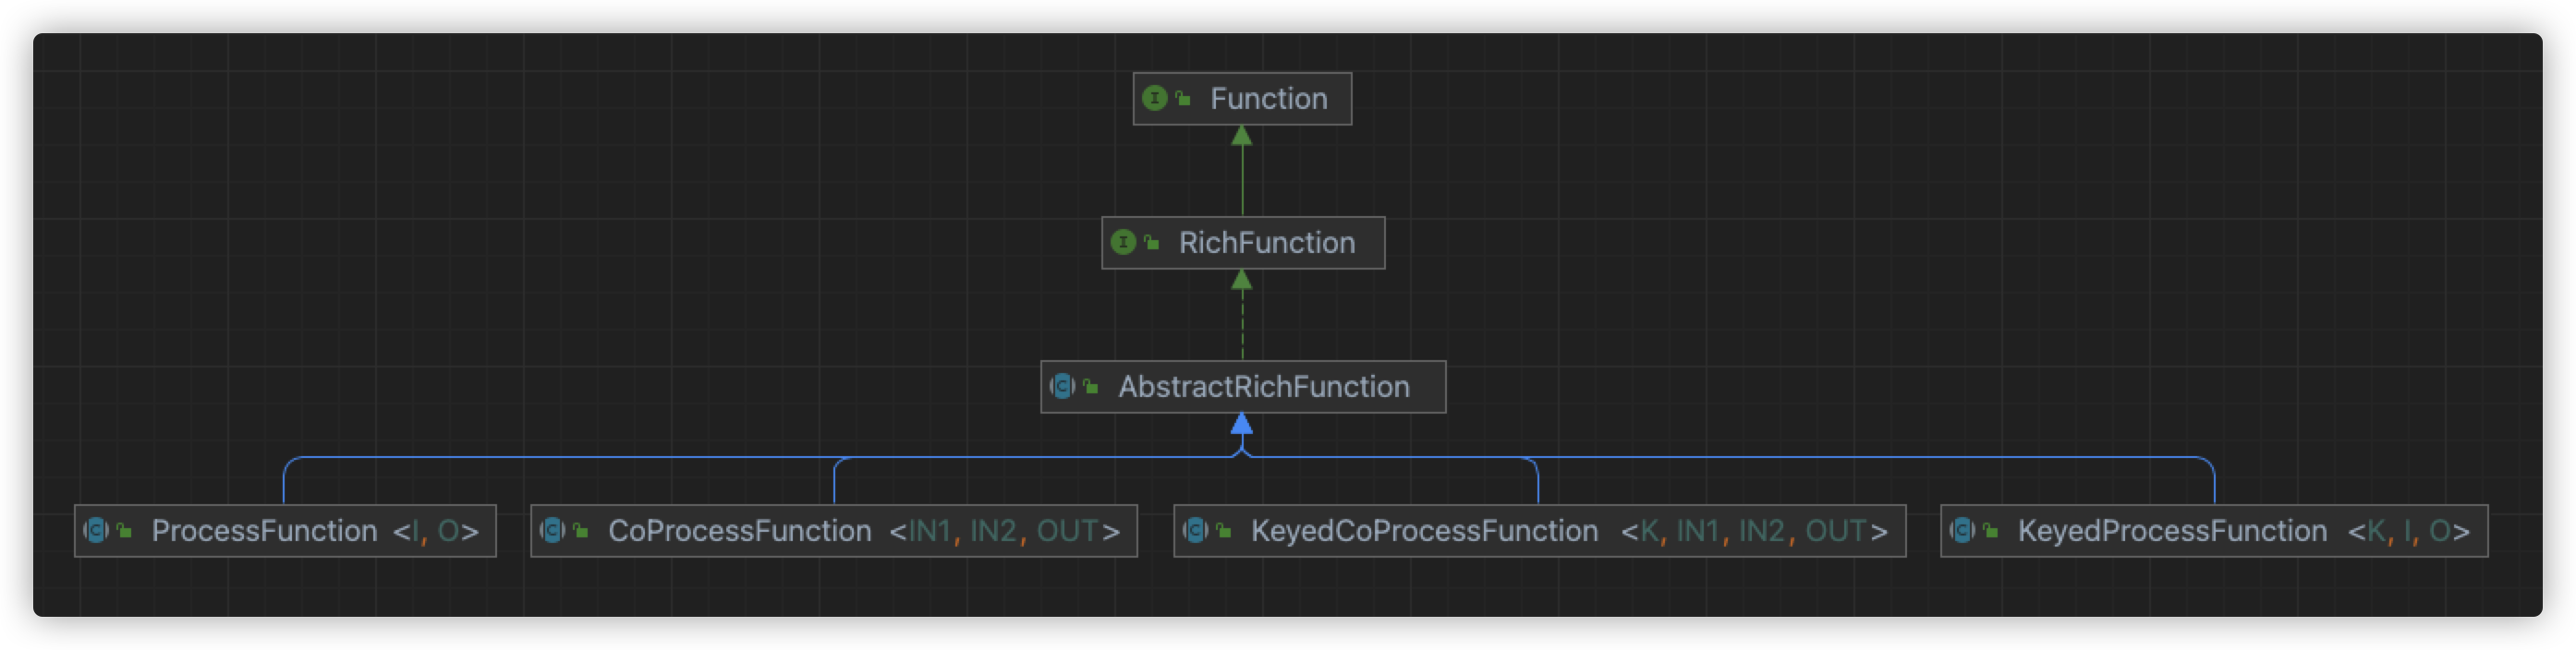 I Function
I RichFunction
C AbstractRichFunction
C ProcessFunction <I, O> C CoProcessFunction <IN1, IN2, OUT> C KeyedCoProcessFunction <K, IN1, IN2, OUT> C KeyedProcessFunction <K, I, O>